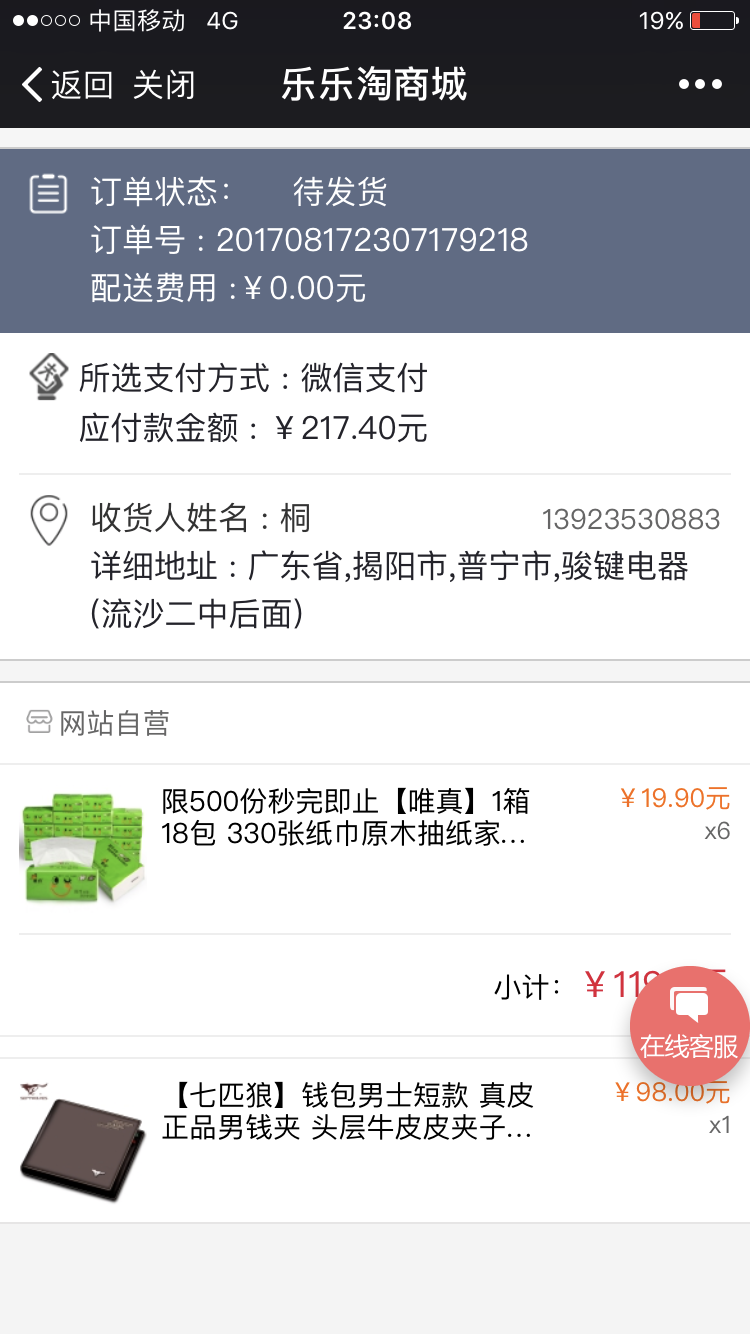 中国移动 4G 23:08 19%
返回 关闭 乐乐淘商城
订单状态： 待发货
订单号：201708172307179218
配送费用：¥0.00元
所选支付方式：微信支付
应付款金额：¥217.40元
收货人姓名：桐 13923530883
详细地址：广东省,揭阳市,普宁市,骏键电器
(流沙二中后面)
网站自营
限500份秒完即止【唯真】1箱 ¥19.90元
18包 330张纸巾原木抽纸家... x6
小计： ¥119
在线客服
【七匹狼】钱包男士短款 真皮 ¥98.00元
正品男钱夹 头层牛皮皮夹子... x1